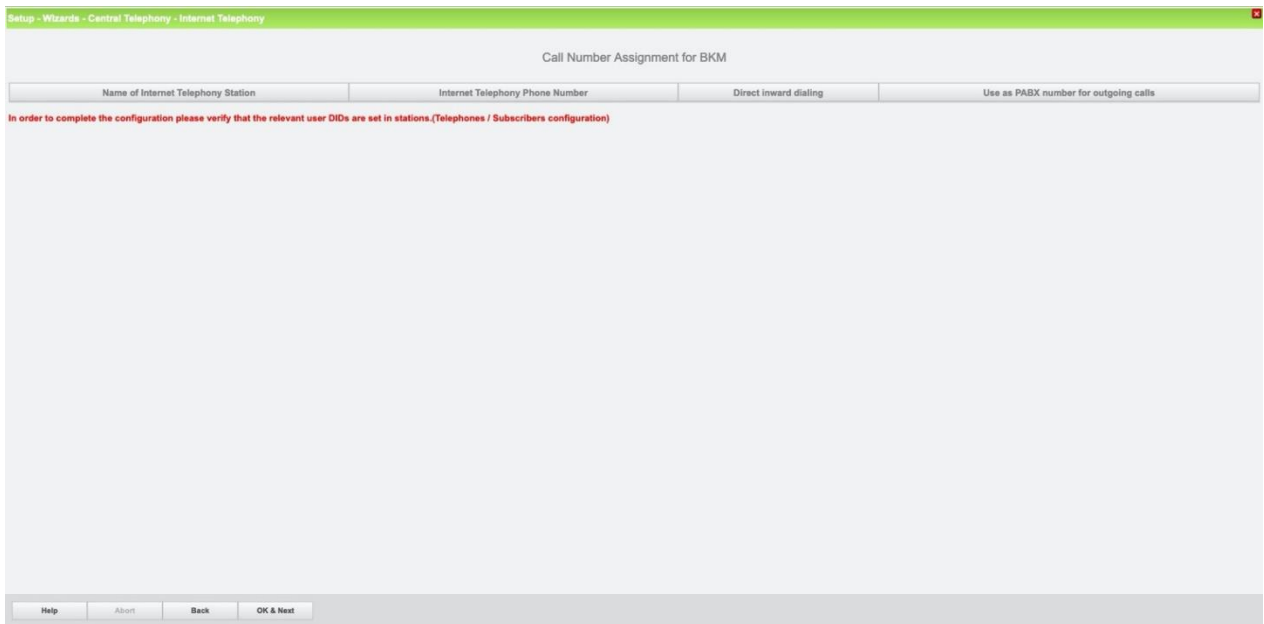 Setup - Wizards - Central Telephony - Internet Telephony
Call Number Assignment for BKM
Name of Internet Telephony Station Internet Telephony Phone Number Direct inward dialing Use as PABX number for outgoing calls
In order to complete the configuration please verify that the relevant user DIDs are set in stations.(Telephones / Subscribers configuration)
Help Abort Back OK & Next